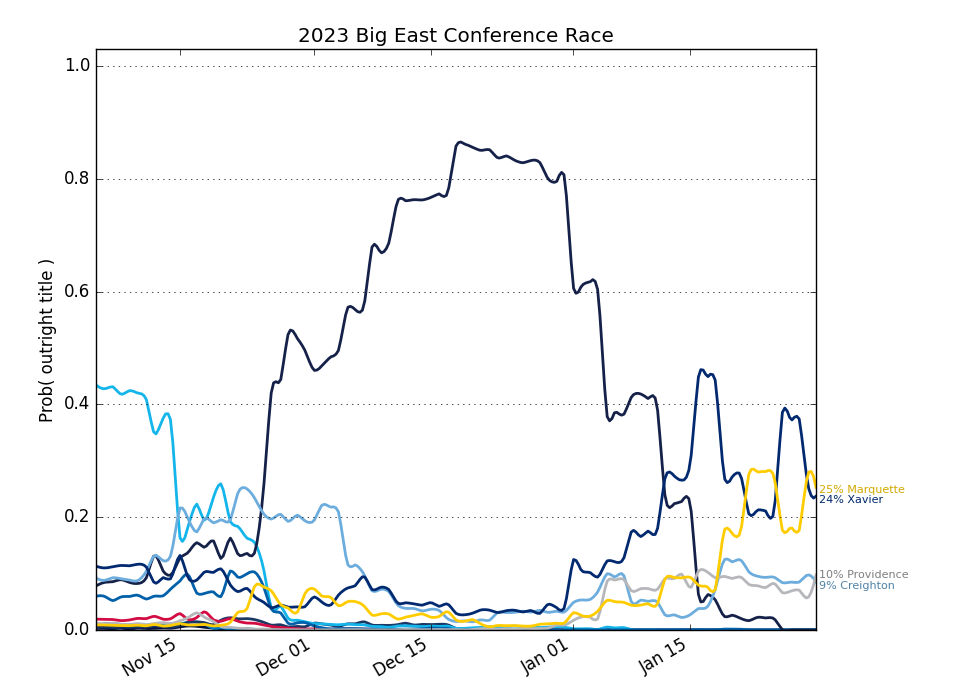 2023 Big East Conference Race
1.0
0.8
0.6
0.4
0.2
0.0
Prob( outright title )
25% Marquette
24% Xavier
10% Providence
9% Creighton
Nov 15
Dec 01
Dec 15
Jan 01
Jan 15